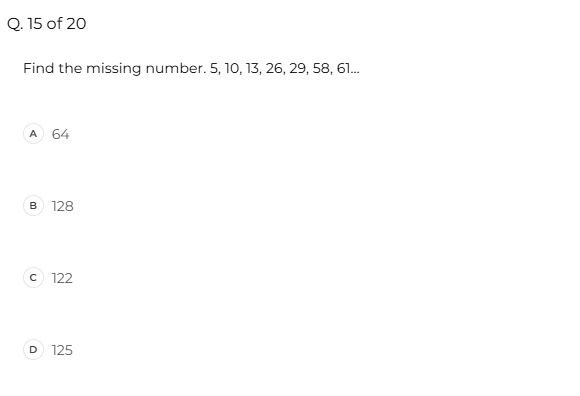 Q. 15 of 20
Find the missing number. 5, 10, 13, 26, 29, 58, 61...
A 64
B 128
C 122
D 125